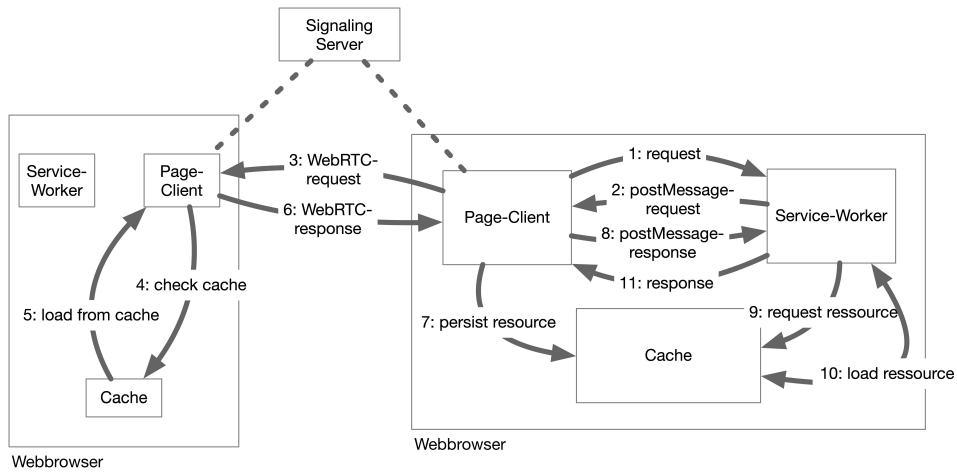 Signaling
Server
Service-
Worker
Page-
Client
3: WebRTC-
request
6: WebRTC-
response
4: check cache
5: load from cache
Cache
Webbrowser
1: request
2: postMessage-
request
Page-Client
Service-Worker
8: postMessage-
response
11: response
7: persist resource
9: request ressource
Cache
10: load ressource
Webbrowser